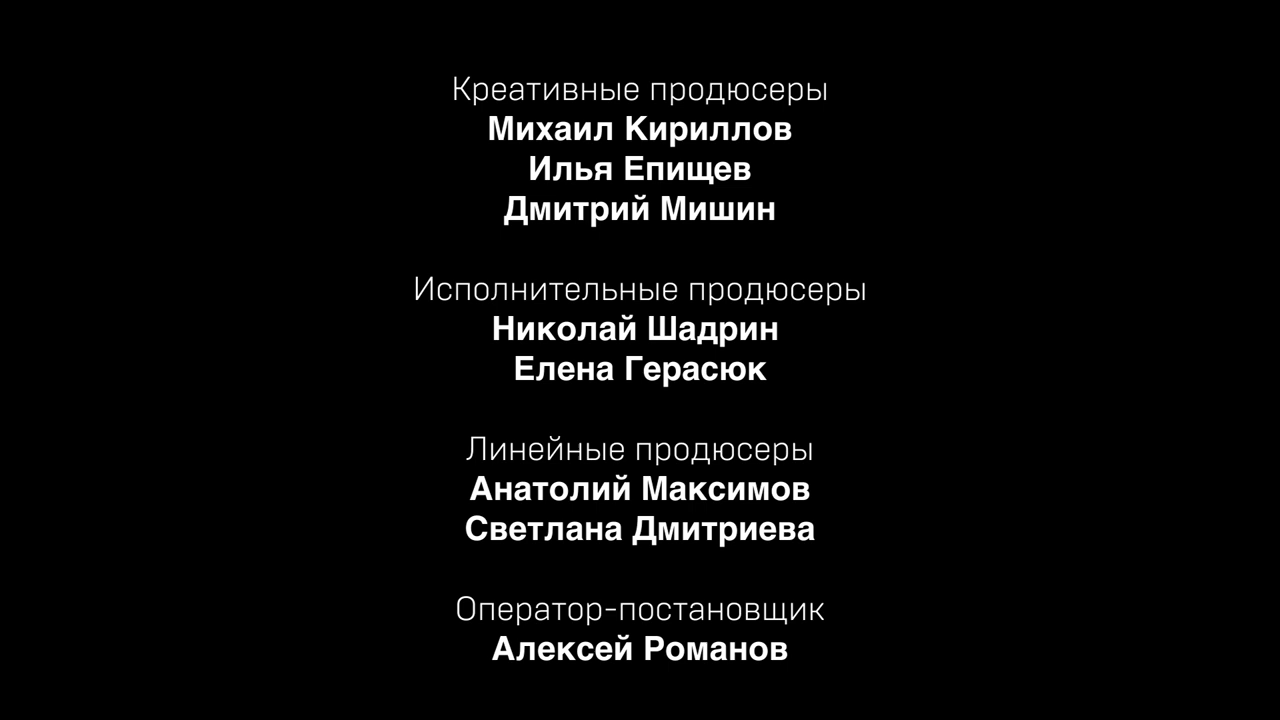 Креативные продюсеры
Михаил Кириллов
Илья Епищев
Дмитрий Мишин
Исполнительные продюсеры
Николай Шадрин
Елена Герасюк
Линейные продюсеры
Анатолий Максимов
Светлана Дмитриева
Оператор-постановщик
Алексей Романов